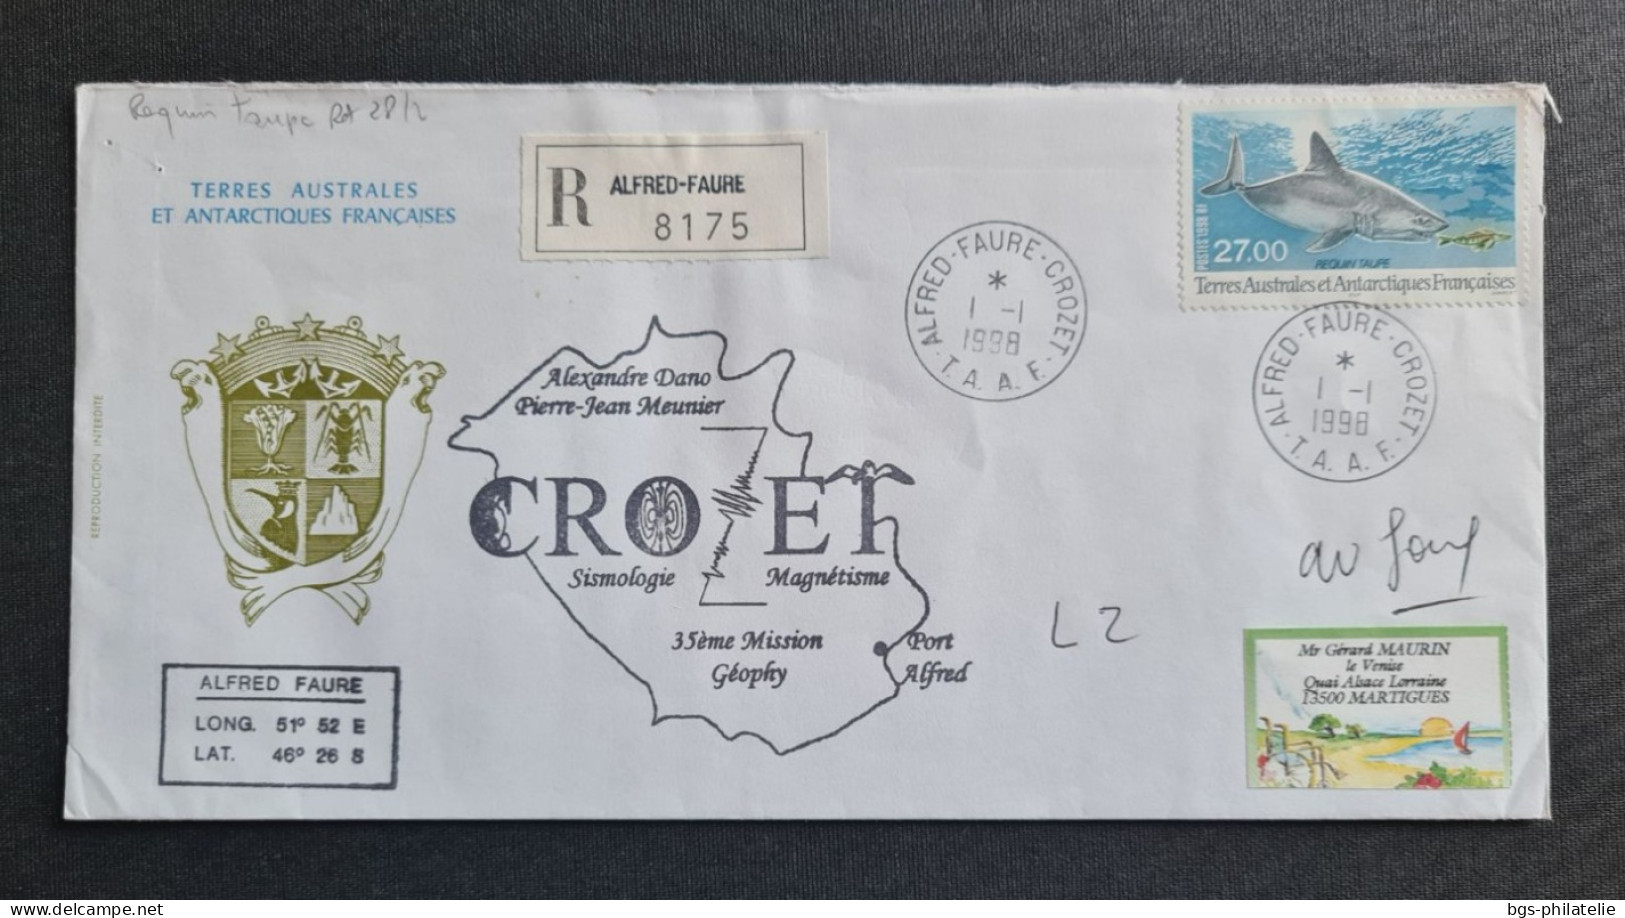 Requin Taupe
28/2
TERRES AUSTRALES
ET ANTARCTIQUES FRANÇAISES
R ALFRED-FAURE
8175
POSTES 1998 RF
27.00
REQUIN TAUPE
Terres Australes et Antarctiques Françaises
ALFRED-FAURE-CROZET
*
1 -1
1998
T.A.A.F.
ALFRED-FAURE-CROZET
*
1 -1
1998
T.A.A.F.
REPRODUCTION INTERDITE
Alexandre Dano
Pierre-Jean Meunier
CROZET
Sismologie Magnétisme
35ème Mission
Géophy
Port
Alfred
L2
ALFRED FAURE
LONG. 51° 52 E
LAT. 46° 26 S
Mr Gérard MAURIN
le Venise
Quai Alsace Lorraine
13500 MARTIGUES
bgs-philatelie